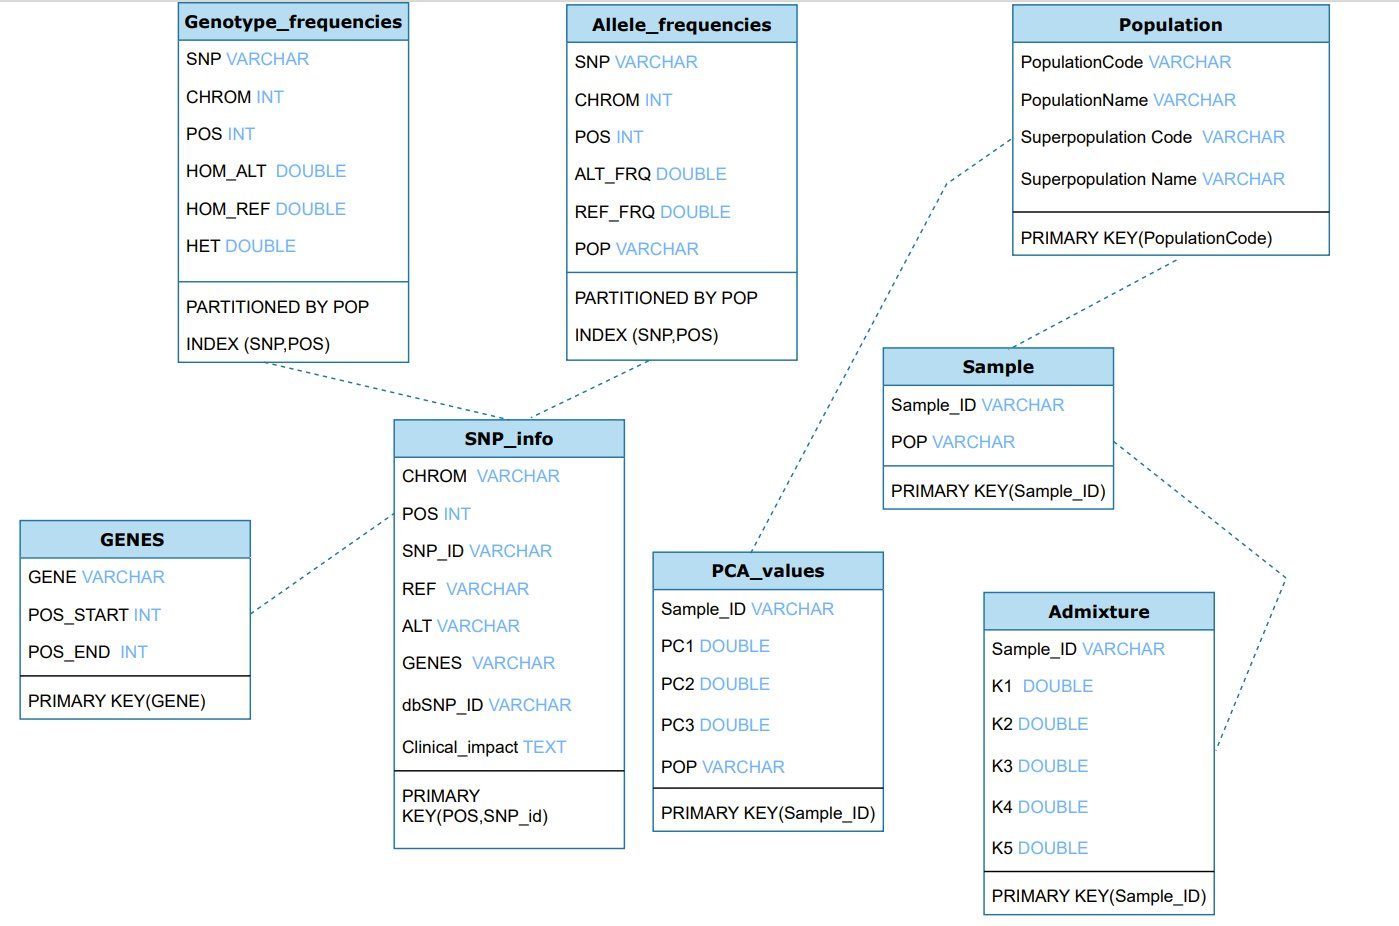 Genotype_frequencies
SNP VARCHAR
CHROM INT
POS INT
HOM_ALT DOUBLE
HOM_REF DOUBLE
HET DOUBLE
PARTITIONED BY POP
INDEX (SNP,POS)
Allele_frequencies
SNP VARCHAR
CHROM INT
POS INT
ALT_FRQ DOUBLE
REF_FRQ DOUBLE
POP VARCHAR
PARTITIONED BY POP
INDEX (SNP,POS)
Population
PopulationCode VARCHAR
PopulationName VARCHAR
Superpopulation Code VARCHAR
Superpopulation Name VARCHAR
PRIMARY KEY(PopulationCode)
Sample
Sample_ID VARCHAR
POP VARCHAR
PRIMARY KEY(Sample_ID)
SNP_info
CHROM VARCHAR
POS INT
SNP_ID VARCHAR
REF VARCHAR
ALT VARCHAR
GENES VARCHAR
dbSNP_ID VARCHAR
Clinical_impact TEXT
PRIMARY
KEY(POS,SNP_id)
GENES
GENE VARCHAR
POS_START INT
POS_END INT
PRIMARY KEY(GENE)
PCA_values
Sample_ID VARCHAR
PC1 DOUBLE
PC2 DOUBLE
PC3 DOUBLE
POP VARCHAR
PRIMARY KEY(Sample_ID)
Admixture
Sample_ID VARCHAR
K1 DOUBLE
K2 DOUBLE
K3 DOUBLE
K4 DOUBLE
K5 DOUBLE
PRIMARY KEY(Sample_ID)